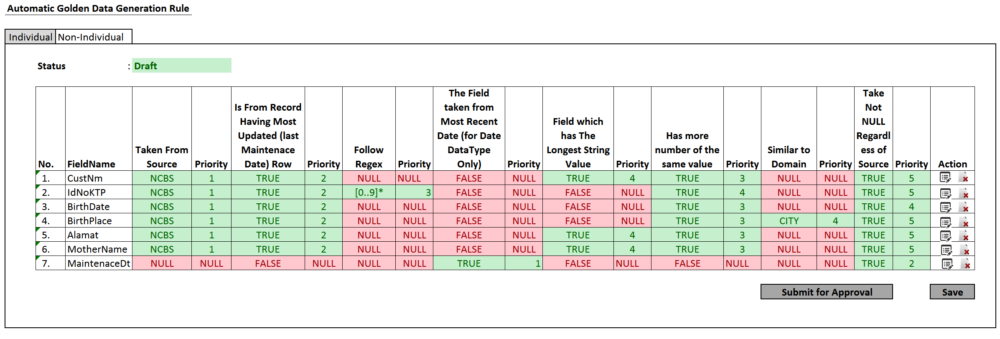 Automatic Golden Data Generation Rule
Individual Non-Individual
Status : Draft
The Field Take
Is From Record taken from Not
Having Most Most Recent Field which NULL
Updated (last Date (for Date has The Has more Regardl
Taken From Maintenace Follow DataType Longest String number of the Similar to ess of
No. FieldName Source Priority Date) Row Priority Regex Priority Only) Priority Value Priority same value Priority Domain Priority Source Priority Action
1. CustNm NCBS 1 TRUE 2 NULL NULL FALSE NULL TRUE 4 TRUE 3 NULL NULL TRUE 5
2. IdNoKTP NCBS 1 TRUE 2 [0..9]* 3 FALSE NULL FALSE NULL TRUE 4 NULL NULL TRUE 5
3. BirthDate NCBS 1 TRUE 2 NULL NULL FALSE NULL FALSE NULL TRUE 3 NULL NULL TRUE 4
4. BirthPlace NCBS 1 TRUE 2 NULL NULL FALSE NULL FALSE NULL TRUE 3 CITY 4 TRUE 5
5. Alamat NCBS 1 TRUE 2 NULL NULL FALSE NULL TRUE 4 TRUE 3 NULL NULL TRUE 5
6. MotherName NCBS 1 TRUE 2 NULL NULL FALSE NULL TRUE 4 TRUE 3 NULL NULL TRUE 5
7. MaintenaceDt NULL NULL FALSE NULL NULL NULL TRUE 1 FALSE NULL FALSE NULL NULL NULL TRUE 2
Submit for Approval Save